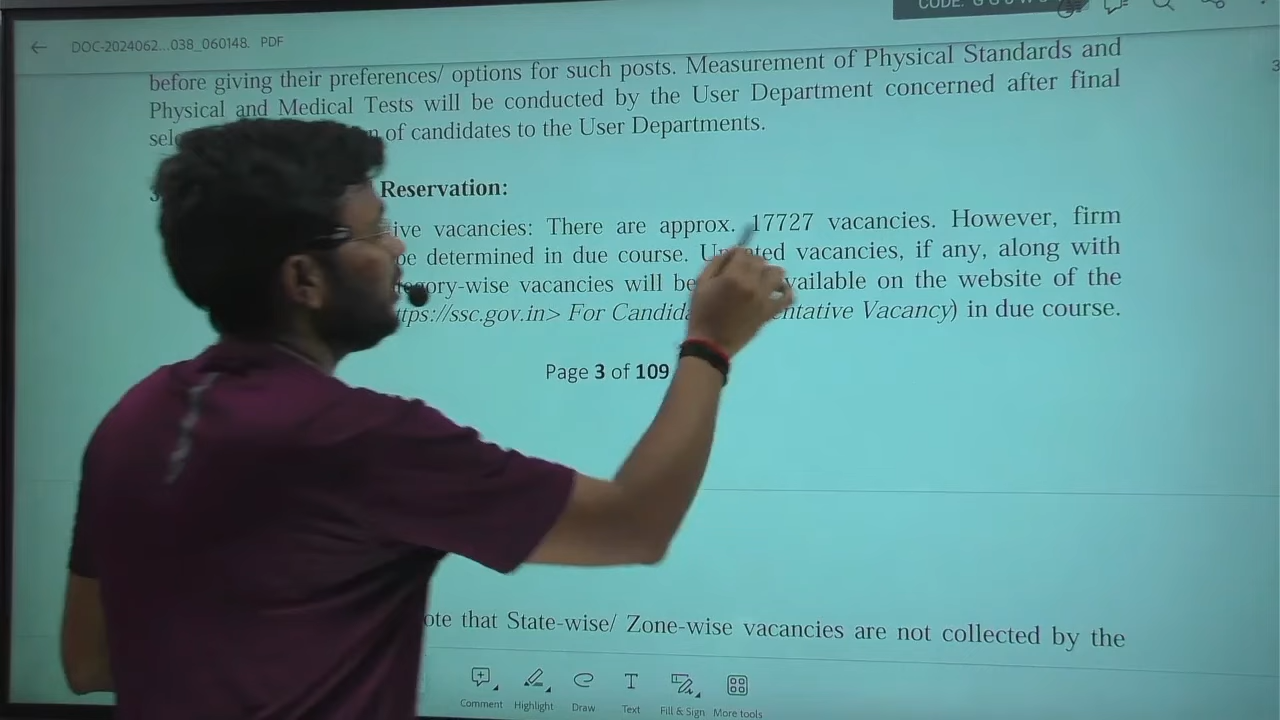 CODE:
DOC-2024062...038_060148. PDF
before giving their preferences/ options for such posts. Measurement of Physical Standards and
Physical and Medical Tests will be conducted by the User Department concerned after final
of candidates to the User Departments.
Reservation:
vacancies: There are approx. 17727 vacancies. However, firm
be determined in due course. vacancies, if any, along with
-wise vacancies will be available on the website of the
ttps://ssc.gov.in> For Vacancy) in due course.
Page 3 of 109
that State-wise/ Zone-wise vacancies are not collected by the
Comment Highlight Draw Text Fill & Sign More tools